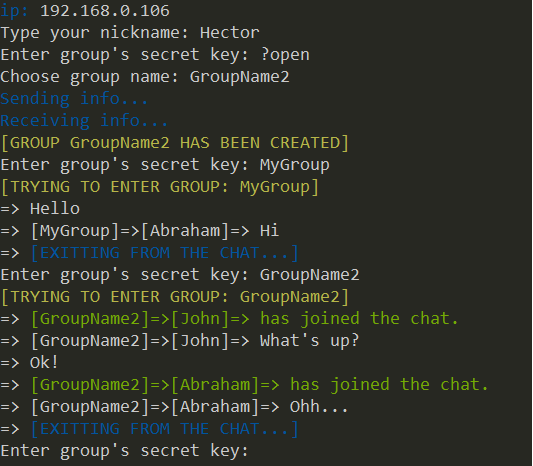 ip: 192.168.0.106
Type your nickname: Hector
Enter group's secret key: ?open
Choose group name: GroupName2
Sending info...
Receiving info...
[GROUP GroupName2 HAS BEEN CREATED]
Enter group's secret key: MyGroup
[TRYING TO ENTER GROUP: MyGroup]
=> Hello
=> [MyGroup]=>[Abraham]=> Hi
=> [EXITTING FROM THE CHAT...]
Enter group's secret key: GroupName2
[TRYING TO ENTER GROUP: GroupName2]
=> [GroupName2]=>[John]=> has joined the chat.
=> [GroupName2]=>[John]=> What's up?
=> Ok!
=> [GroupName2]=>[Abraham]=> has joined the chat.
=> [GroupName2]=>[Abraham]=> Ohh...
=> [EXITTING FROM THE CHAT...]
Enter group's secret key: